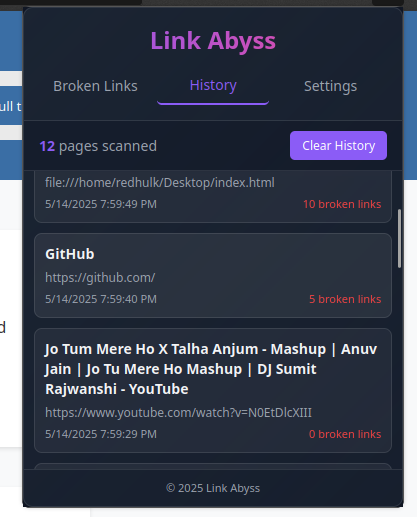 Link Abyss
Broken Links
History
Settings
ull t
12 pages scanned
Clear History
file:///home/redhulk/Desktop/index.html
5/14/2025 7:59:49 PM
10 broken links
GitHub
https://github.com/
5/14/2025 7:59:40 PM
5 broken links
d
Jo Tum Mere Ho X Talha Anjum - Mashup | Anuv
Jain | Jo Tu Mere Ho Mashup | DJ Sumit
Rajwanshi - YouTube
https://www.youtube.com/watch?v=N0EtDlcXIII
5/14/2025 7:59:29 PM
0 broken links
© 2025 Link Abyss